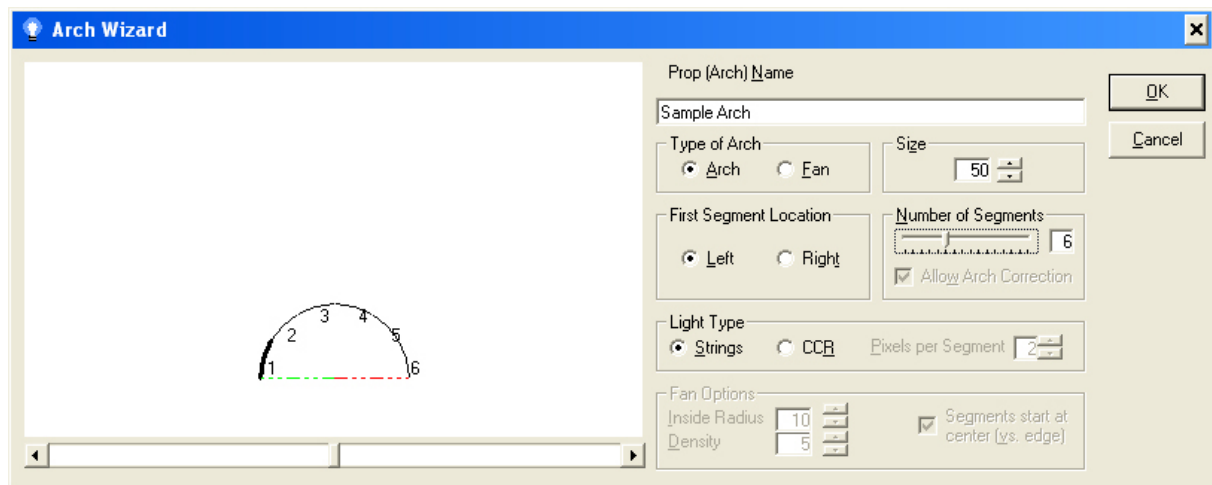 Arch Wizard
Prop (Arch) Name
Sample Arch
OK
Cancel
Type of Arch
Arch Fan
Size
50
First Segment Location
Left Right
Number of Segments
6
Allow Arch Correction
Light Type
Strings CCR Pixels per Segment 2
Fan Options
Inside Radius 10
Density 5
Segments start at
center (vs. edge)
1 2 3 4 5 6